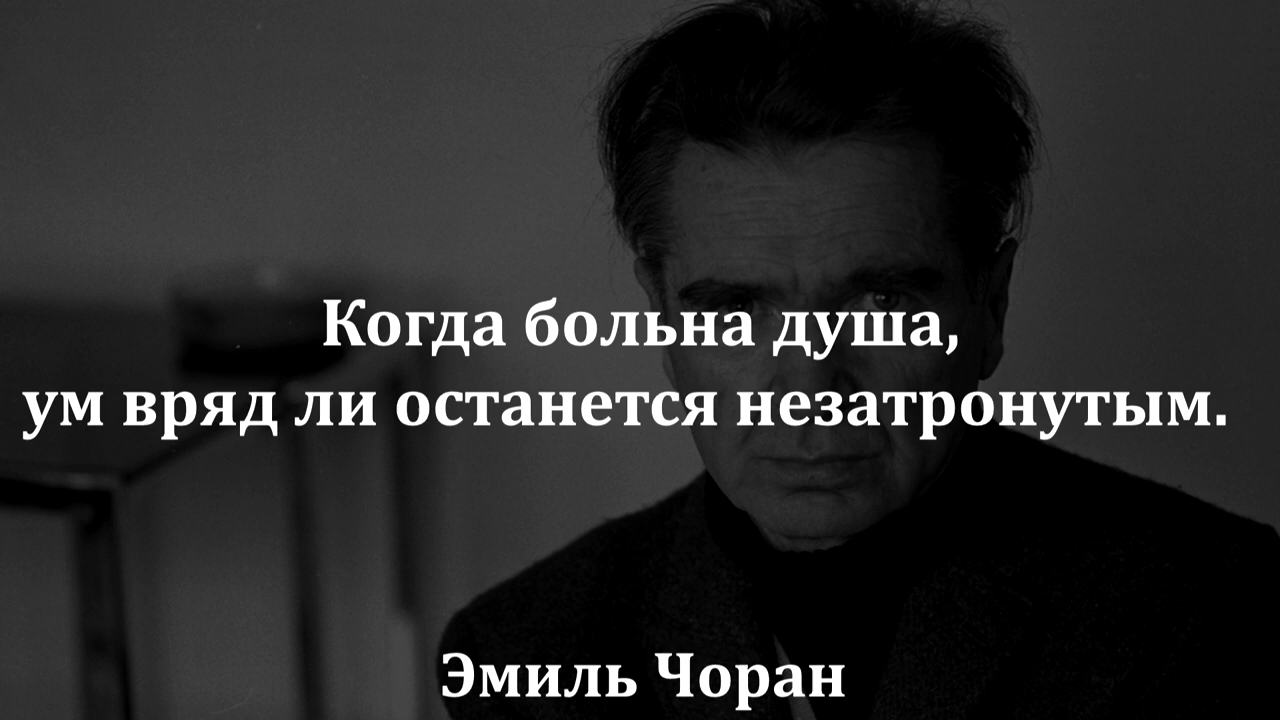 Когда больна душа,
ум вряд ли останется незатронутым.
Эмиль Чоран